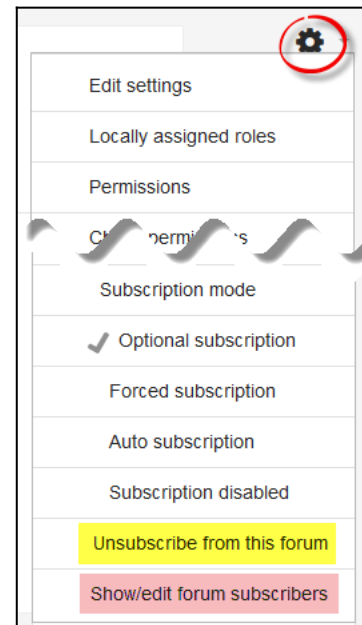 Edit settings
Locally assigned roles
Permissions
Subscription mode
Optional subscription
Forced subscription
Auto subscription
Subscription disabled
Unsubscribe from this forum
Show/edit forum subscribers